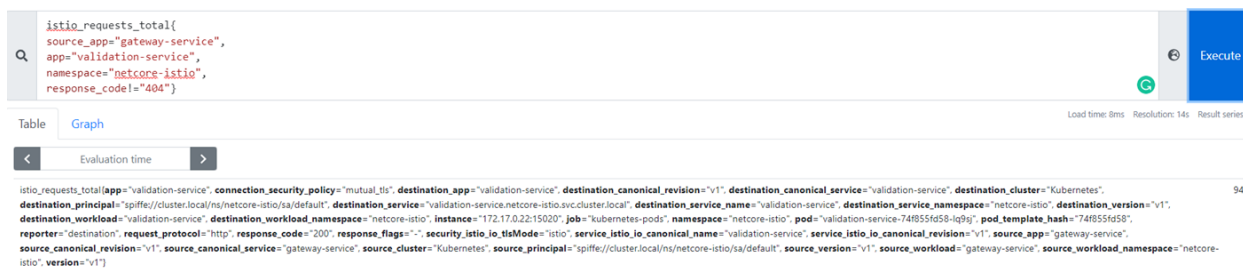 istio_requests_total{
source_app="gateway-service",
app="validation-service",
namespace="netcore-istio",
response_code!="404"}
Execute
Table Graph
Load time: 8ms Resolution: 14s Result series
< Evaluation time >
istio_requests_total{app="validation-service", connection_security_policy="mutual_tls", destination_app="validation-service", destination_canonical_revision="v1", destination_canonical_service="validation-service", destination_cluster="Kubernetes", 94
destination_principal="spiffe://cluster.local/ns/netcore-istio/sa/default", destination_service="validation-service.netcore-istio.svc.cluster.local", destination_service_name="validation-service", destination_service_namespace="netcore-istio", destination_version="v1",
destination_workload="validation-service", destination_workload_namespace="netcore-istio", instance="172.17.0.22:15020", job="kubernetes-pods", namespace="netcore-istio", pod="validation-service-74f855fd58-lq9sj", pod_template_hash="74f855fd58",
reporter="destination", request_protocol="http", response_code="200", response_flags="-", security_istio_io_tlsMode="istio", service_istio_io_canonical_name="validation-service", service_istio_io_canonical_revision="v1", source_app="gateway-service",
source_canonical_revision="v1", source_canonical_service="gateway-service", source_cluster="Kubernetes", source_principal="spiffe://cluster.local/ns/netcore-istio/sa/default", source_version="v1", source_workload="gateway-service", source_workload_namespace="netcore-
istio", version="v1"}